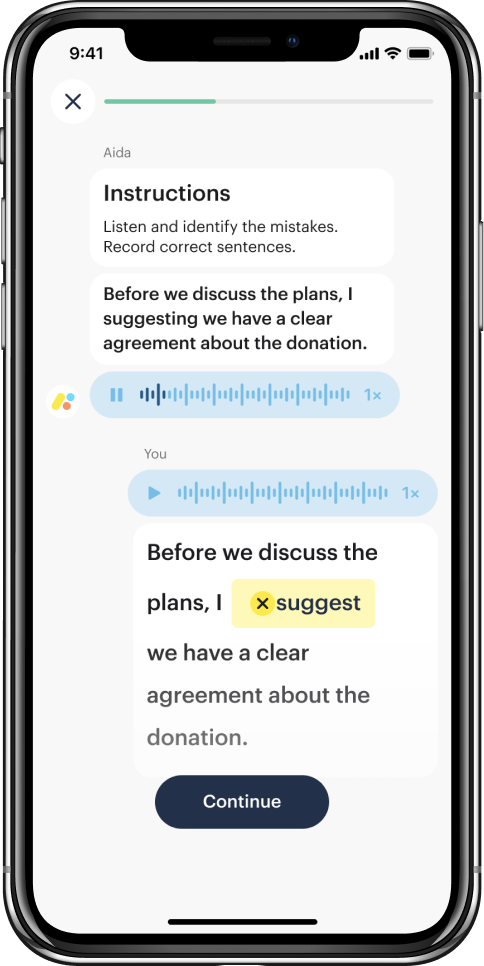 9:41
Aida
Instructions
Listen and identify the mistakes.
Record correct sentences.
Before we discuss the plans, I
suggesting we have a clear
agreement about the donation.
1×
You
1×
Before we discuss the
plans, I suggest
we have a clear
agreement about the
donation.
Continue